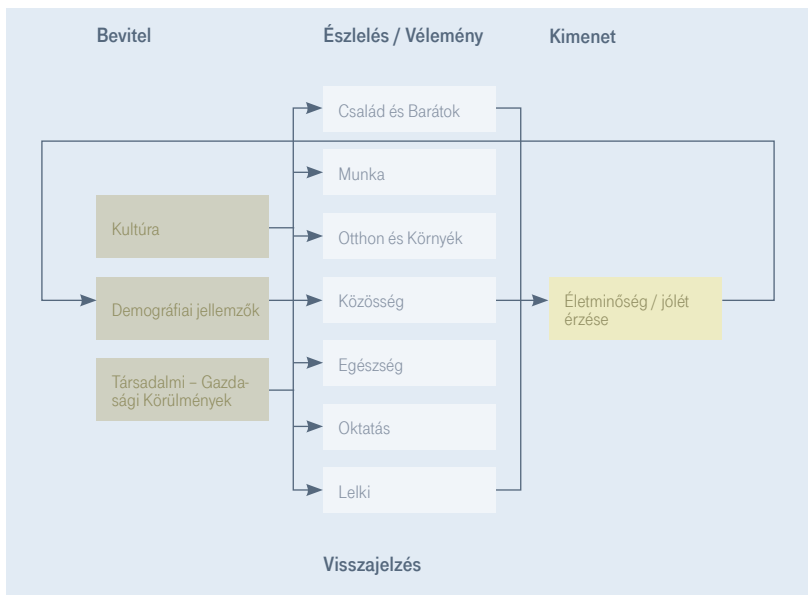 Bevitel
Észlelés / Vélemény
Kimenet
Család és Barátok
Munka
Kultúra
Otthon és Környék
Demográfiai jellemzők
Közösség
Életminőség / jólét
érzése
Társadalmi – Gazda-
sági Körülmények
Egészség
Oktatás
Lelki
Visszajelzés